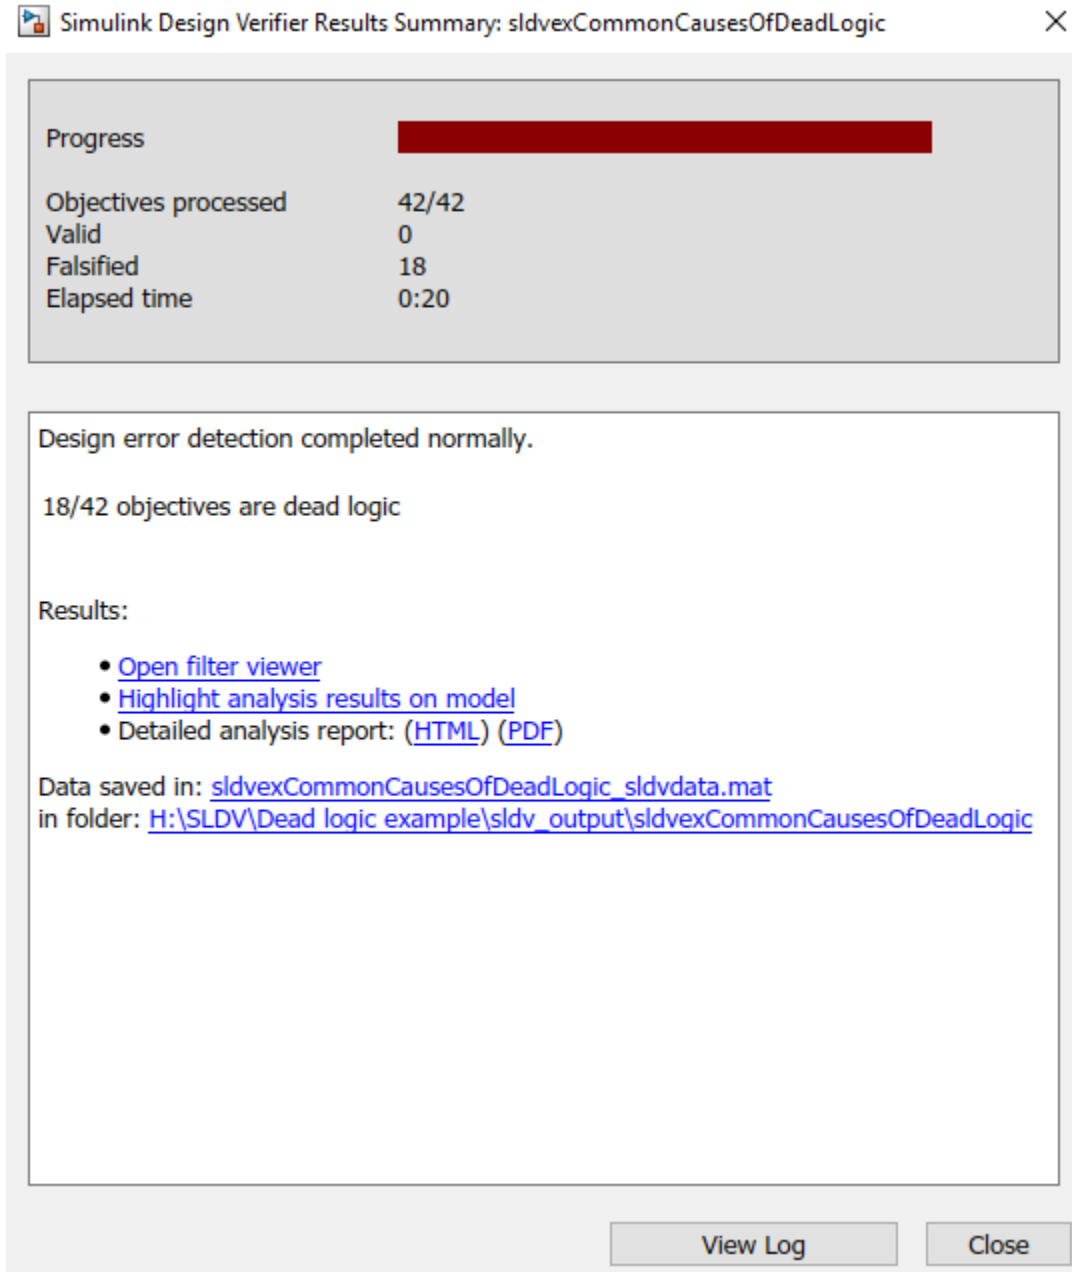 Simulink Design Verifier Results Summary: sldvexCommonCausesOfDeadLogic
Progress
Objectives processed 42/42
Valid 0
Falsified 18
Elapsed time 0:20
Design error detection completed normally.
18/42 objectives are dead logic
Results:
• Open filter viewer
• Highlight analysis results on model
• Detailed analysis report: (HTML) (PDF)
Data saved in: sldvexCommonCausesOfDeadLogic_sldvdata.mat
in folder: H:\SLDV\Dead logic example\sldv_output\sldvexCommonCausesOfDeadLogic
View Log Close